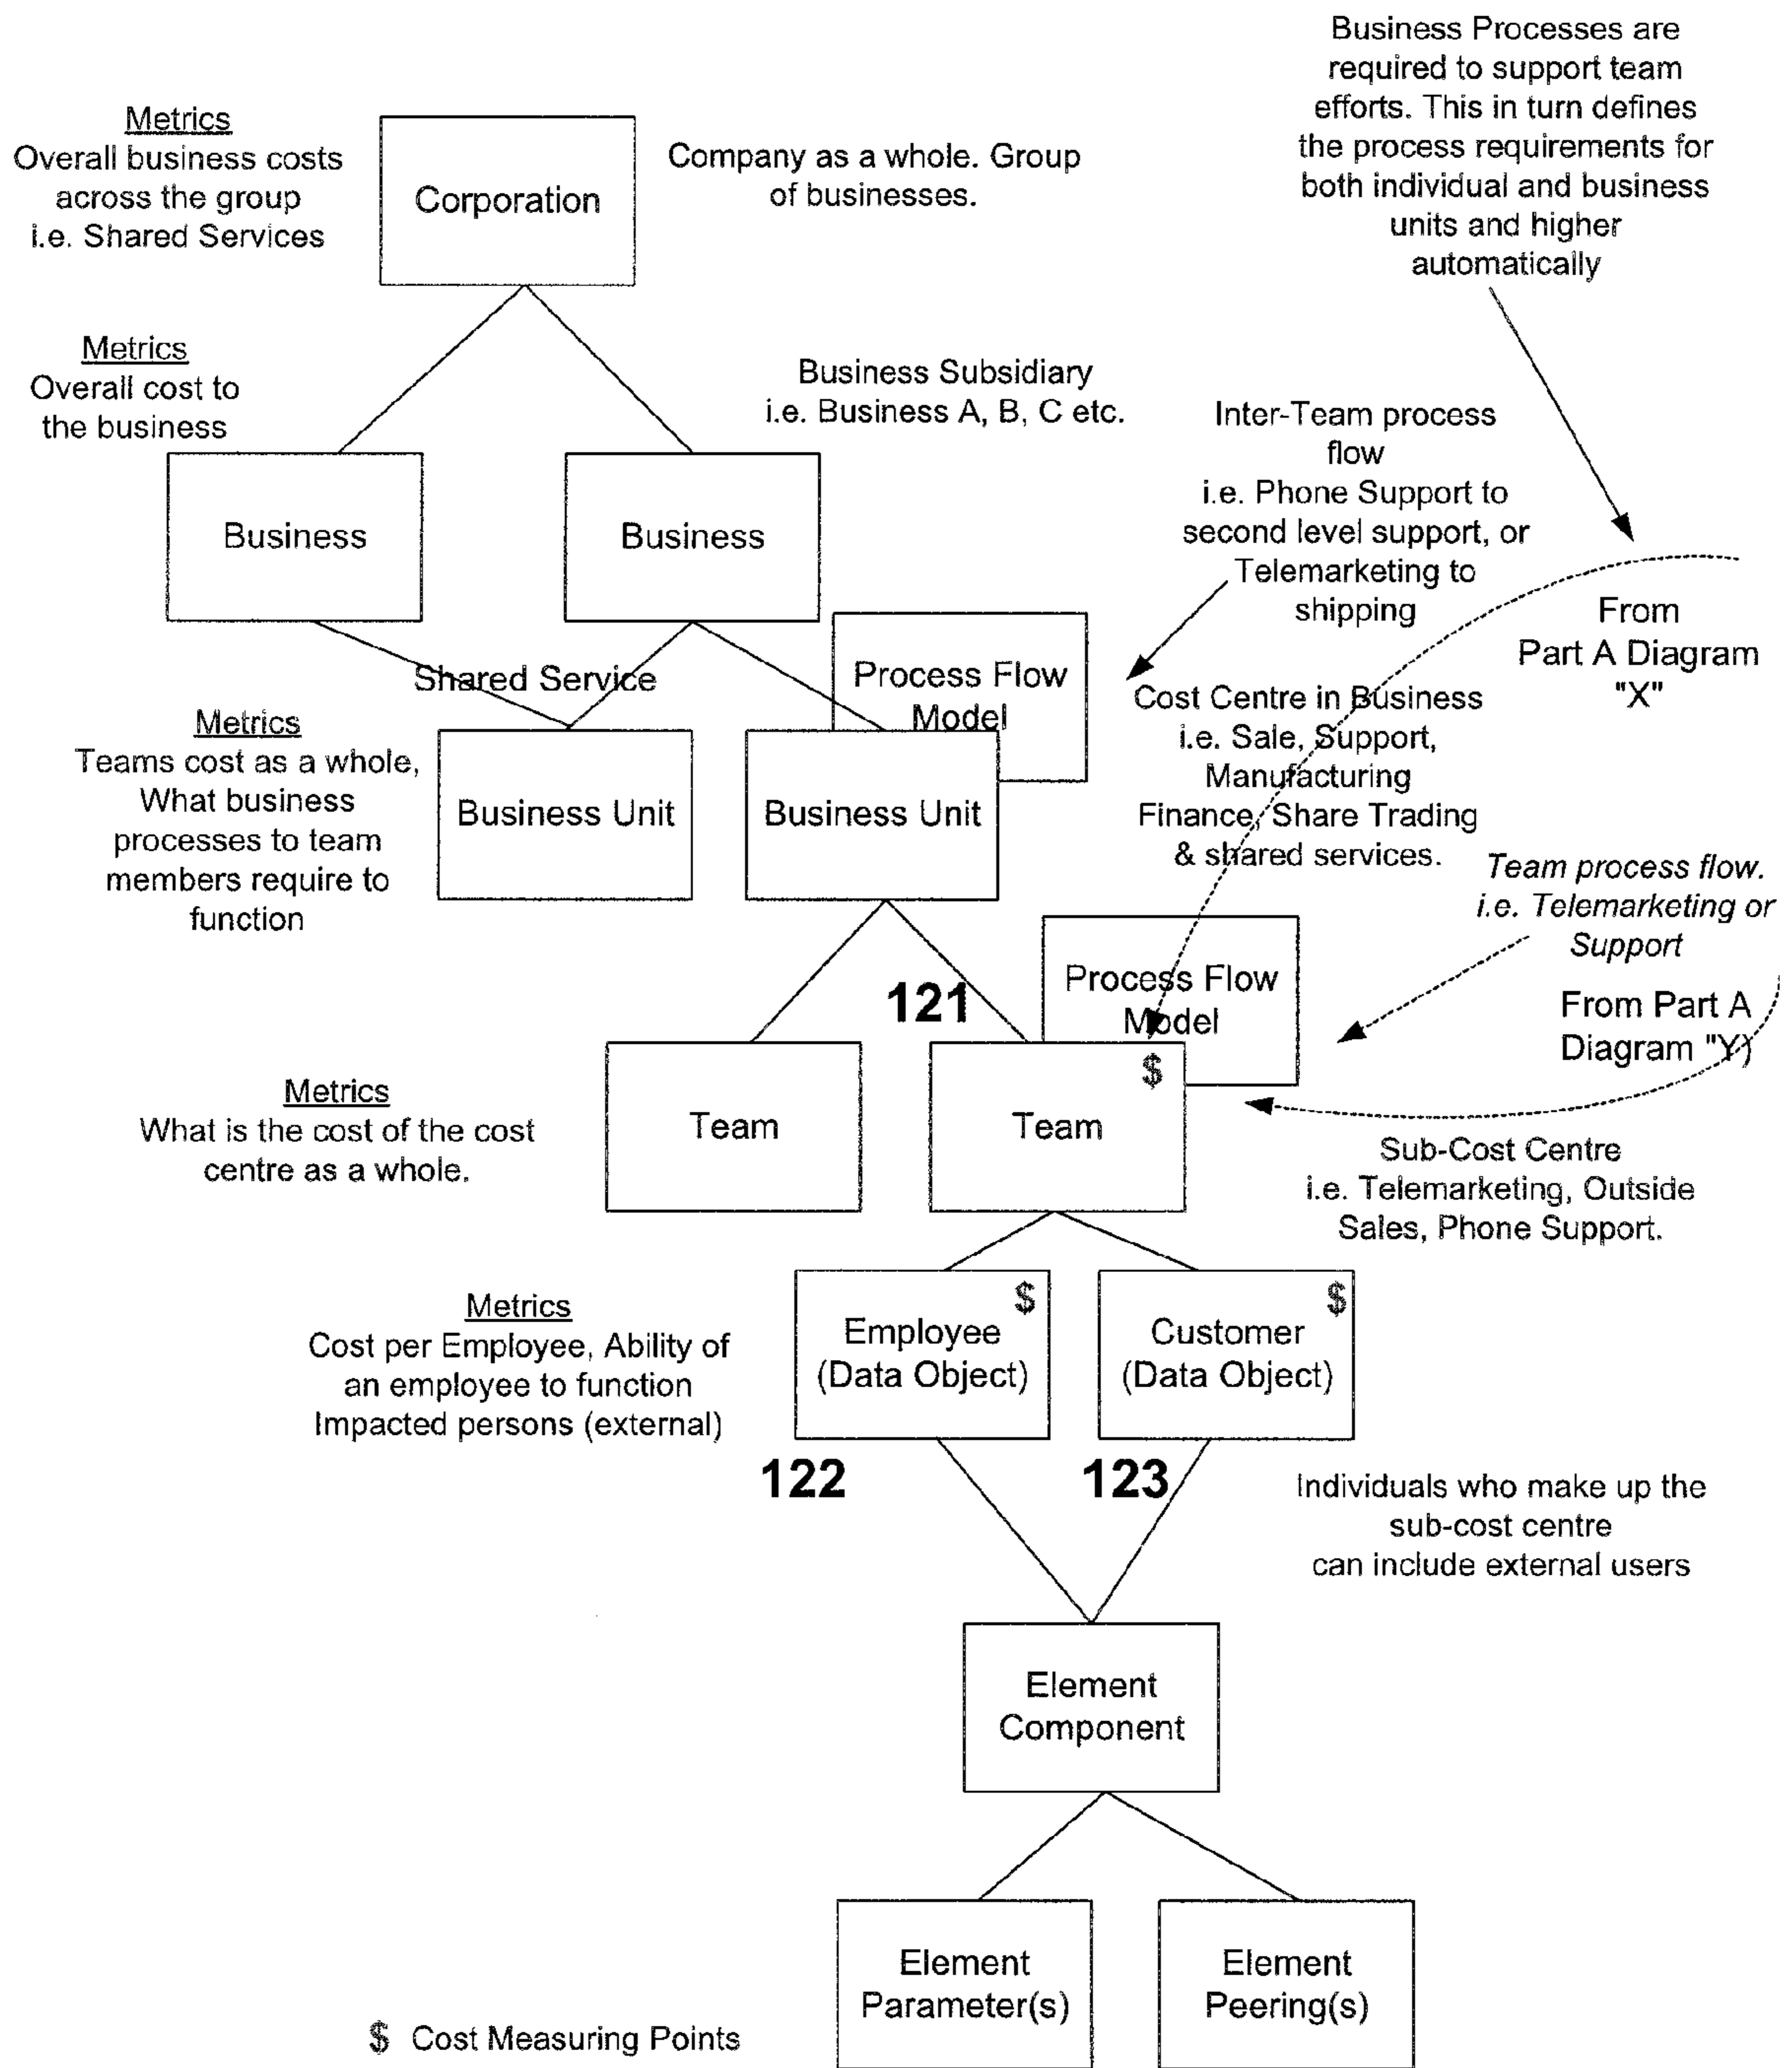 Business Processes are
required to support team
efforts. This in turn defines
the process requirements for
both individual and business
units and higher
automatically
Metrics
Overall business costs
across the group
i.e. Shared Services
Corporation
Company as a whole. Group
of businesses.
Metrics
Overall cost to
the business
Business Subsidiary
i.e. Business A, B, C etc.
Inter-Team process
flow
i.e. Phone Support to
second level support, or
Telemarketing to
shipping
Business
Business
From
Part A Diagram
"X"
Shared Service
Process Flow
Model
Cost Centre in Business
i.e. Sale, Support,
Manufacturing
Finance, Share Trading
& shared services.
Metrics
Teams cost as a whole,
What business
processes to team
members require to
function
Business Unit
Business Unit
Team process flow.
i.e. Telemarketing or
Support
From Part A
Diagram "Y)
Process Flow
Model
121
Metrics
What is the cost of the cost
centre as a whole.
Team
$
Team
Sub-Cost Centre
i.e. Telemarketing, Outside
Sales, Phone Support.
Metrics
Cost per Employee, Ability of
an employee to function
Impacted persons (external)
$
Employee
(Data Object)
$
Customer
(Data Object)
122
123
Individuals who make up the
sub-cost centre
can include external users
Element
Component
Element
Parameter(s)
Element
Peering(s)
$ Cost Measuring Points